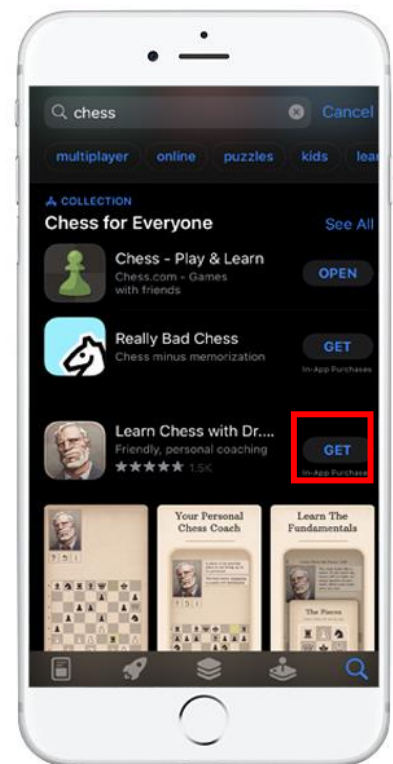 chess
Cancel
multiplayer online puzzles kids lear
COLLECTION
Chess for Everyone
See All
Chess - Play & Learn
Chess.com - Games
with friends
OPEN
Really Bad Chess
Chess minus memorization
GET
In-App Purchases
Learn Chess with Dr....
Friendly, personal coaching
1.5K
GET
In-App Purchase
Your Personal
Chess Coach
Learn The
Fundamentals
The Pieces